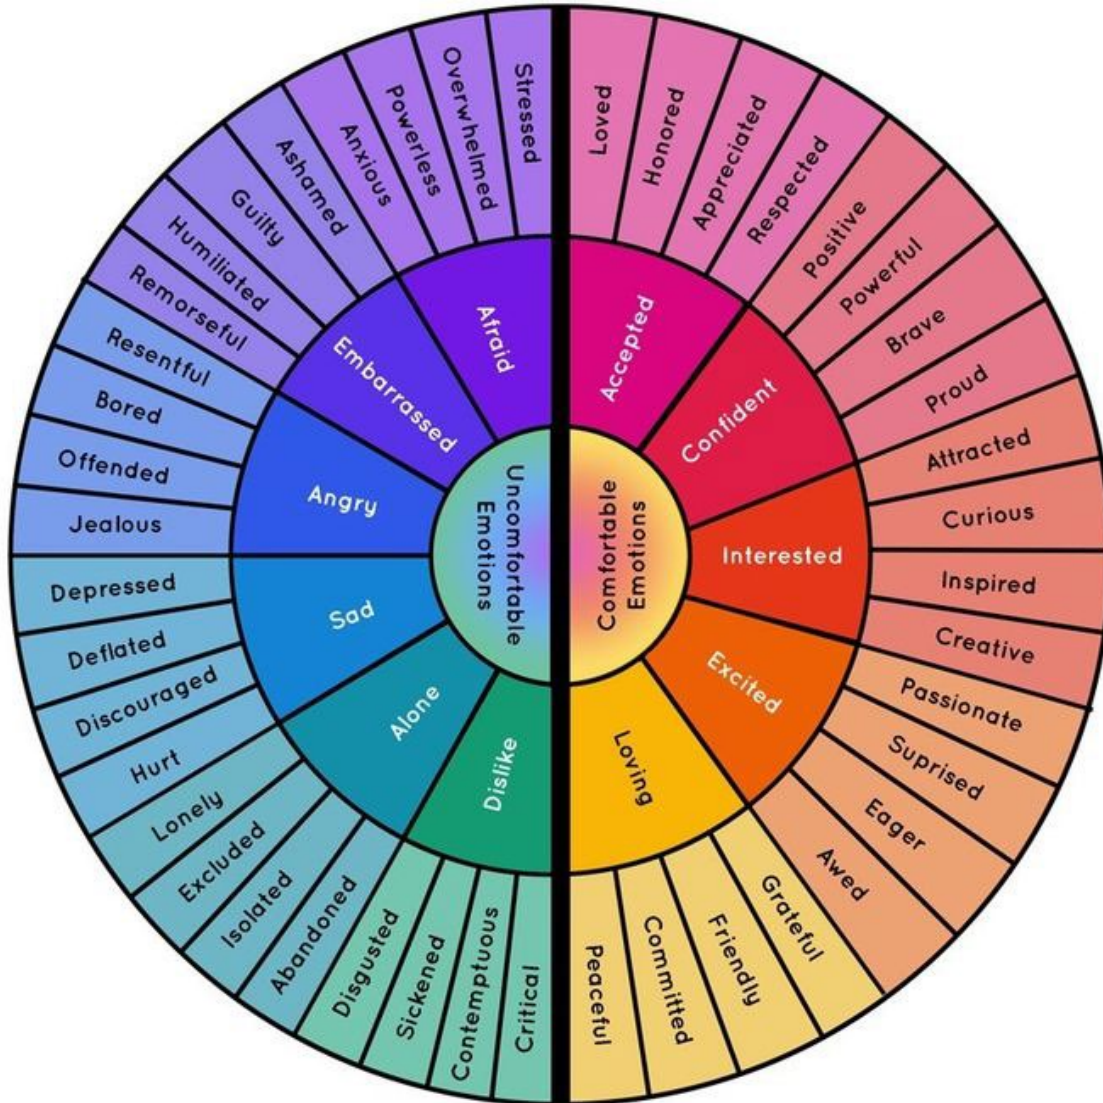 Uncomfortable
Emotions
Comfortable
Emotions
Afraid
Stressed
Overwhelmed
Powerless
Anxious
Embarrassed
Ashamed
Guilty
Humiliated
Remorseful
Angry
Resentful
Bored
Offended
Jealous
Sad
Depressed
Deflated
Discouraged
Hurt
Alone
Lonely
Excluded
Isolated
Abandoned
Dislike
Disgusted
Sickened
Contemptuous
Critical
Accepted
Loved
Honored
Appreciated
Respected
Confident
Positive
Powerful
Brave
Proud
Interested
Attracted
Curious
Inspired
Creative
Excited
Passionate
Suprised
Eager
Awed
Loving
Grateful
Friendly
Committed
Peaceful